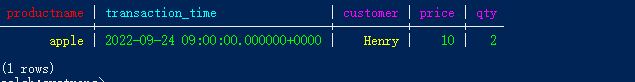 productname | transaction_time | customer | price | qty
apple | 2022-09-24 09:00:00.000000+0000 | Henry | 10 | 2
(1 rows)